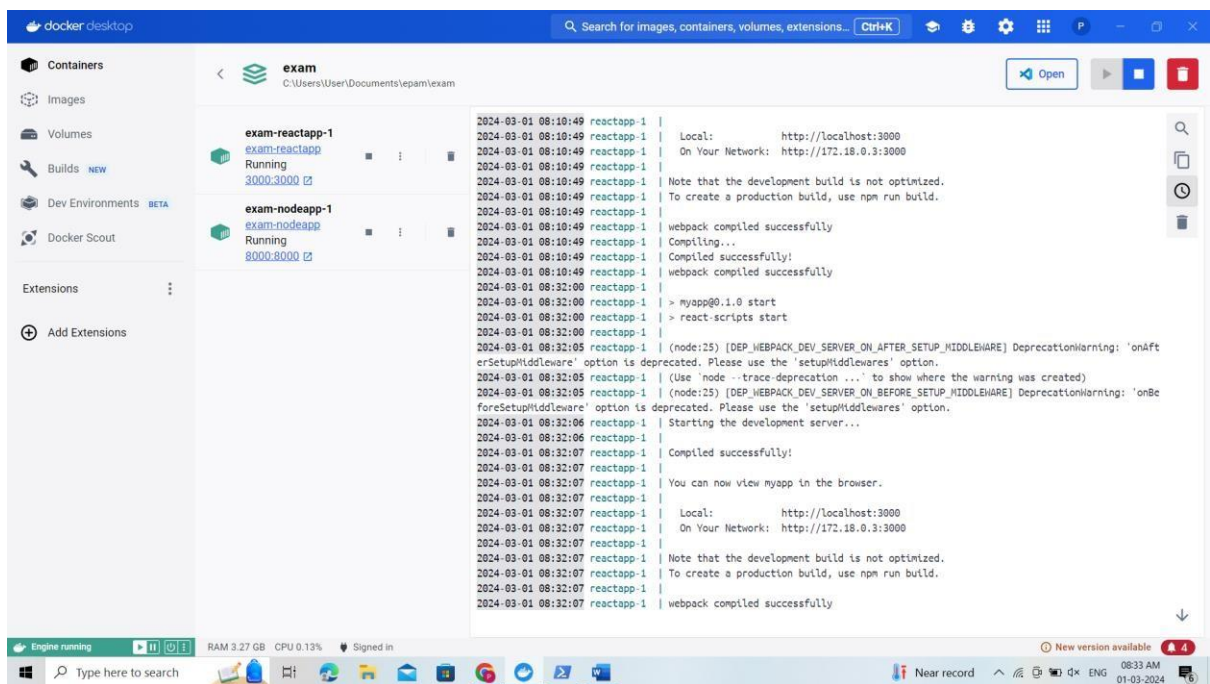 docker desktop
Search for images, containers, volumes, extensions... Ctrl+K
P
Containers
Images
Volumes
Builds NEW
Dev Environments BETA
Docker Scout
Extensions
Add Extensions
exam
C:\Users\User\Documents\epam\exam
Open
exam-reactapp-1
exam-reactapp
Running
3000:3000
exam-nodeapp-1
exam-nodeapp
Running
8000:8000
2024-03-01 08:10:49 reactapp-1 |
2024-03-01 08:10:49 reactapp-1 | Local: http://localhost:3000
2024-03-01 08:10:49 reactapp-1 | On Your Network: http://172.18.0.3:3000
2024-03-01 08:10:49 reactapp-1 |
2024-03-01 08:10:49 reactapp-1 | Note that the development build is not optimized.
2024-03-01 08:10:49 reactapp-1 | To create a production build, use npm run build.
2024-03-01 08:10:49 reactapp-1 |
2024-03-01 08:10:49 reactapp-1 | webpack compiled successfully
2024-03-01 08:10:49 reactapp-1 | Compiling...
2024-03-01 08:10:49 reactapp-1 | Compiled successfully!
2024-03-01 08:10:49 reactapp-1 | webpack compiled successfully
2024-03-01 08:32:00 reactapp-1 |
2024-03-01 08:32:00 reactapp-1 | > myapp@0.1.0 start
2024-03-01 08:32:00 reactapp-1 | > react-scripts start
2024-03-01 08:32:00 reactapp-1 |
2024-03-01 08:32:05 reactapp-1 | (node:25) [DEP_WEBPACK_DEV_SERVER_ON_AFTER_SETUP_MIDDLEWARE] DeprecationWarning: 'onAft
erSetupMiddleware' option is deprecated. Please use the 'setupMiddlewares' option.
2024-03-01 08:32:05 reactapp-1 | (Use `node --trace-deprecation ...` to show where the warning was created)
2024-03-01 08:32:05 reactapp-1 | (node:25) [DEP_WEBPACK_DEV_SERVER_ON_BEFORE_SETUP_MIDDLEWARE] DeprecationWarning: 'onBe
foreSetupMiddleware' option is deprecated. Please use the 'setupMiddlewares' option.
2024-03-01 08:32:06 reactapp-1 | Starting the development server...
2024-03-01 08:32:06 reactapp-1 |
2024-03-01 08:32:07 reactapp-1 | Compiled successfully!
2024-03-01 08:32:07 reactapp-1 |
2024-03-01 08:32:07 reactapp-1 | You can now view myapp in the browser.
2024-03-01 08:32:07 reactapp-1 |
2024-03-01 08:32:07 reactapp-1 | Local: http://localhost:3000
2024-03-01 08:32:07 reactapp-1 | On Your Network: http://172.18.0.3:3000
2024-03-01 08:32:07 reactapp-1 |
2024-03-01 08:32:07 reactapp-1 | Note that the development build is not optimized.
2024-03-01 08:32:07 reactapp-1 | To create a production build, use npm run build.
2024-03-01 08:32:07 reactapp-1 |
2024-03-01 08:32:07 reactapp-1 | webpack compiled successfully
Engine running
RAM 3.27 GB CPU 0.13% Signed in
New version available 4
Type here to search
Near record
ENG
08:33 AM
01-03-2024
6